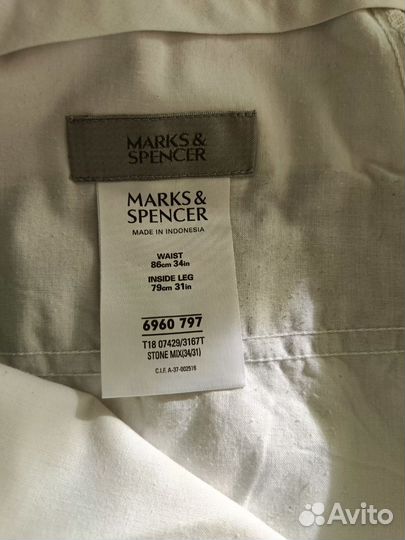 MARKS &
SPENCER
MARKS &
SPENCER
MADE IN INDONESIA
WAIST
86cm 34in
INSIDE LEG
79cm 31in
6960 797
T18 07429/3167T
STONE MIX(34/31)
C.I.F. A-37-002516
Avito